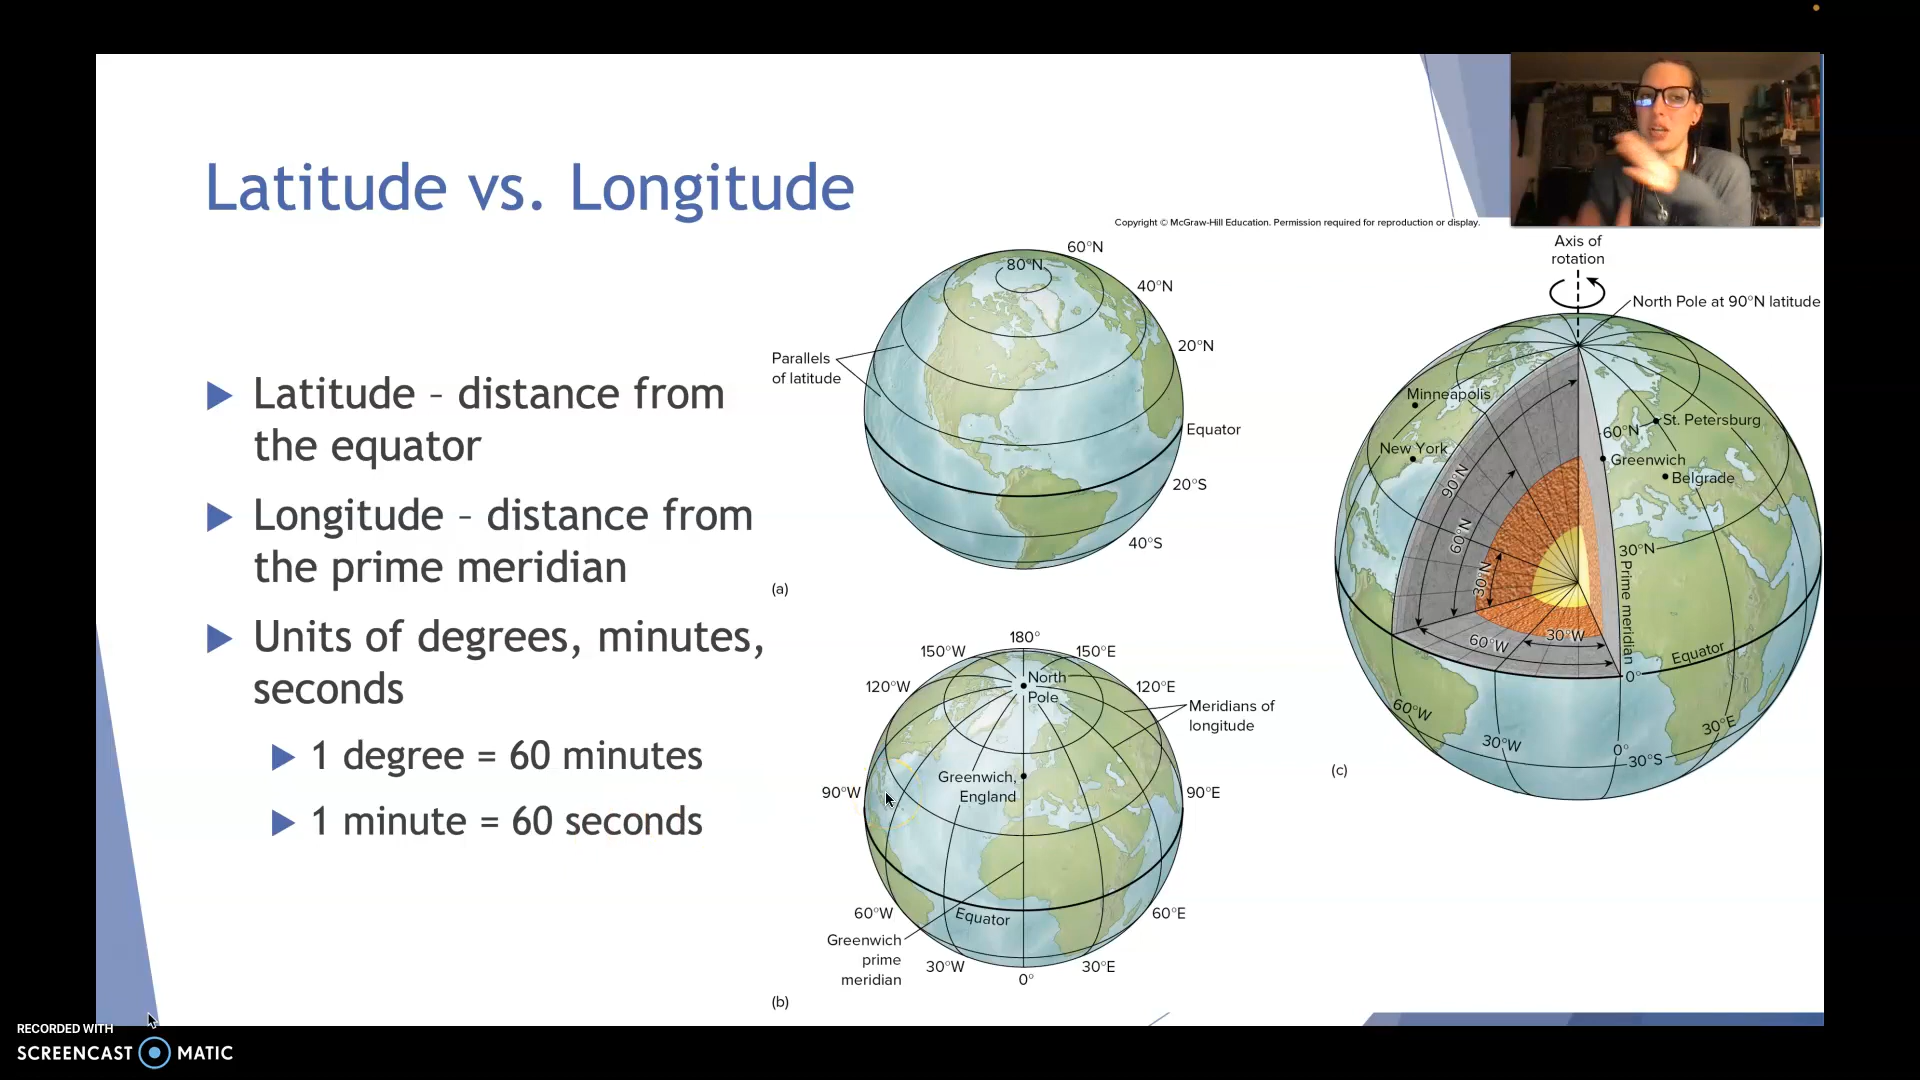 Latitude vs. Longitude
Latitude – distance from
the equator
Longitude – distance from
the prime meridian
Units of degrees, minutes,
seconds
1 degree = 60 minutes
1 minute = 60 seconds
Copyright © McGraw-Hill Education. Permission required for reproduction or display.
60°N
80°N
40°N
20°N
Parallels
of latitude
Equator
20°S
40°S
(a)
180°
150°W
150°E
North
Pole
120°W
120°E
Meridians of
longitude
Greenwich,
England
90°W
90°E
60°W
Equator
60°E
Greenwich
prime
meridian
30°W
30°E
0°
(b)
Axis of
rotation
North Pole at 90°N latitude
Minneapolis
St. Petersburg
60°N
New York
Greenwich
Belgrade
90°N
60°N
30°N
30°N
Prime meridian
60°W
30°W
Equator
0°
60°W
30°W
0°
30°E
30°S
(c)
RECORDED WITH
SCREENCAST MATIC